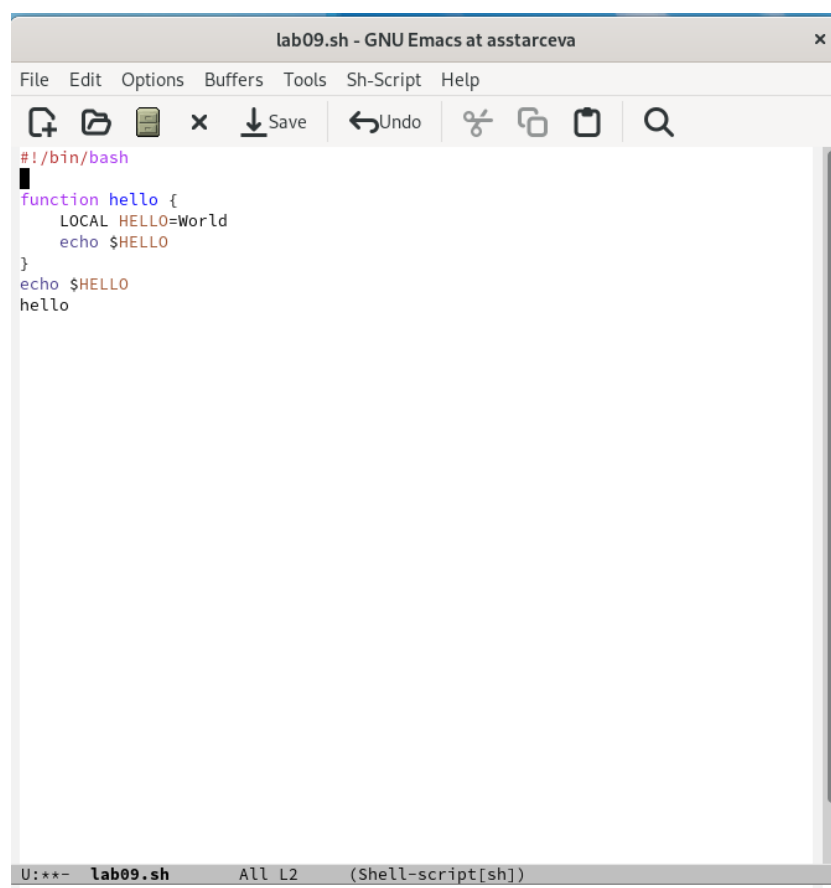 lab09.sh - GNU Emacs at asstarceva
File Edit Options Buffers Tools Sh-Script Help
Save Undo
#!/bin/bash
function hello {
    LOCAL HELLO=World
    echo $HELLO
}
echo $HELLO
hello
U:**- lab09.sh All L2 (Shell-script[sh])